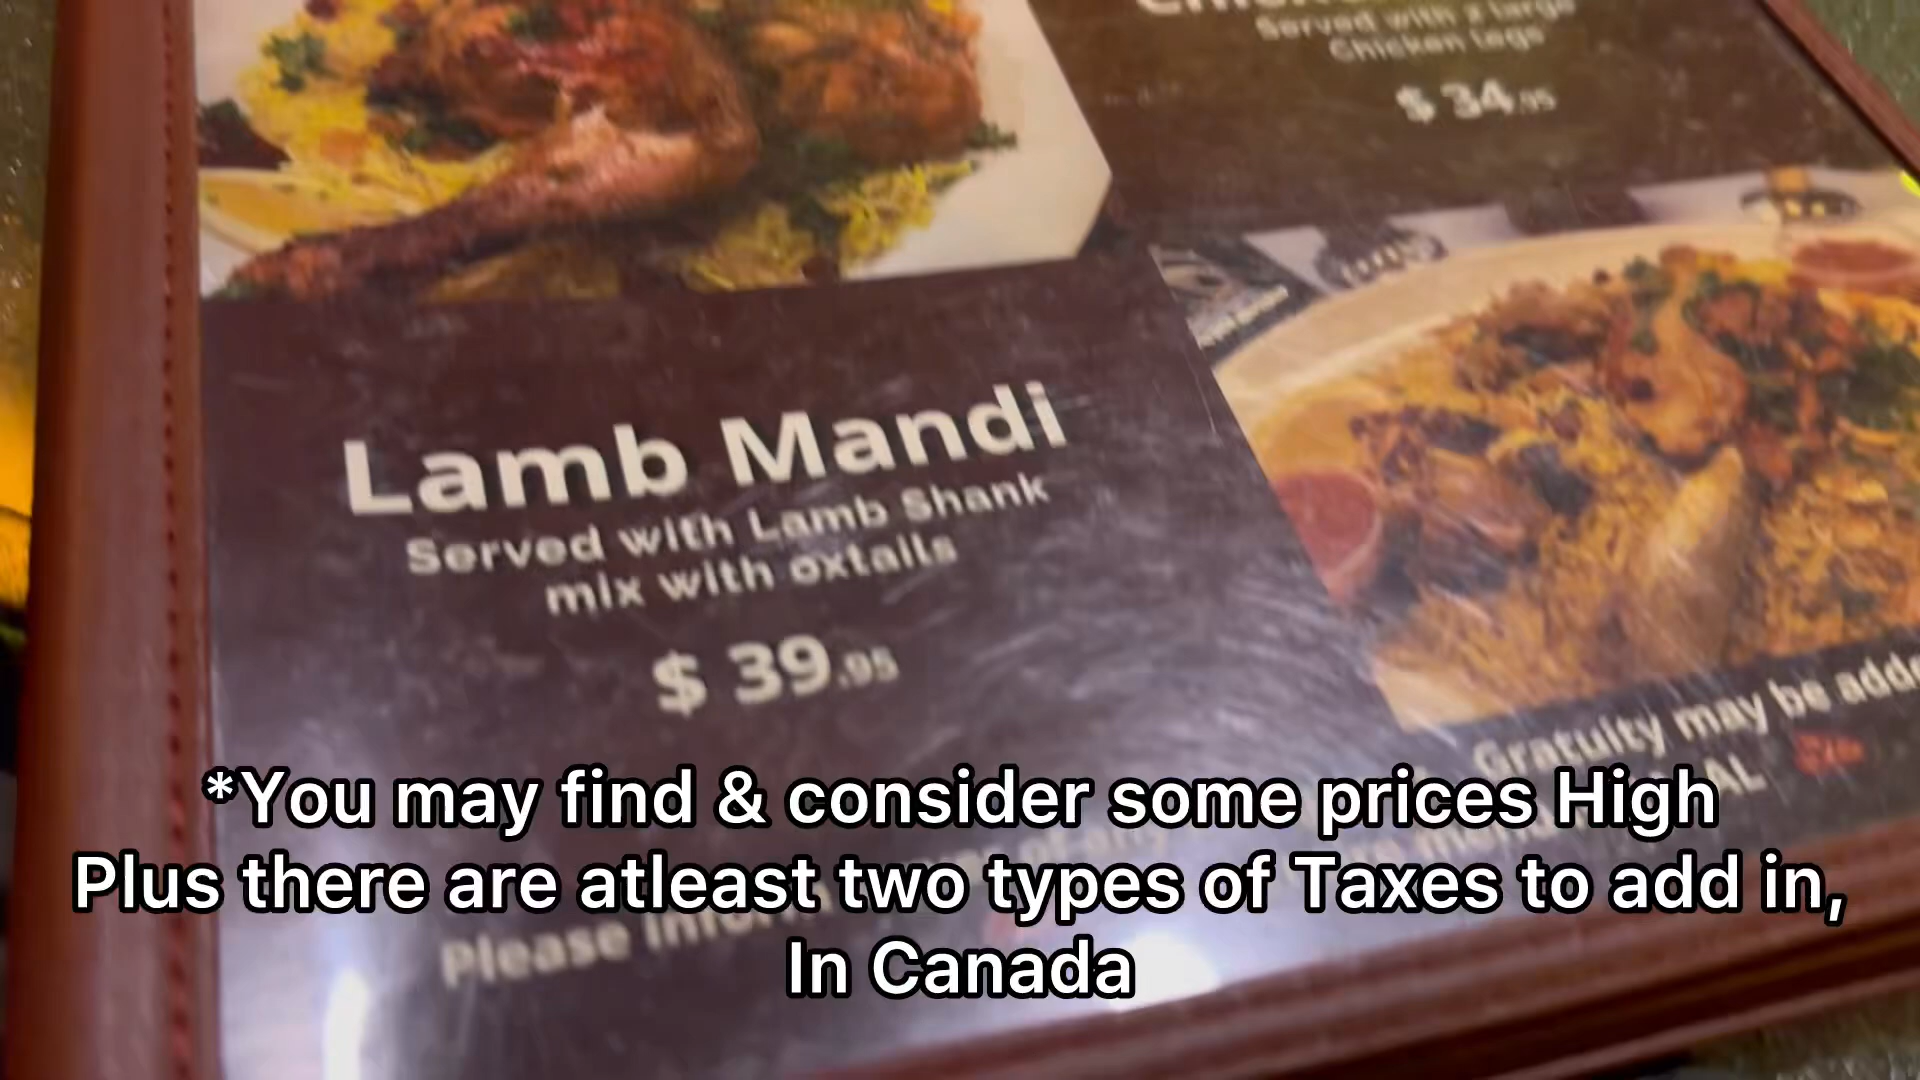 Served with 2 large
Chicken legs
$ 34.95
Lamb Mandi
Served with Lamb Shank
mix with oxtails
$ 39.95
Gratuity may be adde
*You may find & consider some prices High
Plus there are atleast two types of Taxes to add in,
In Canada
Please